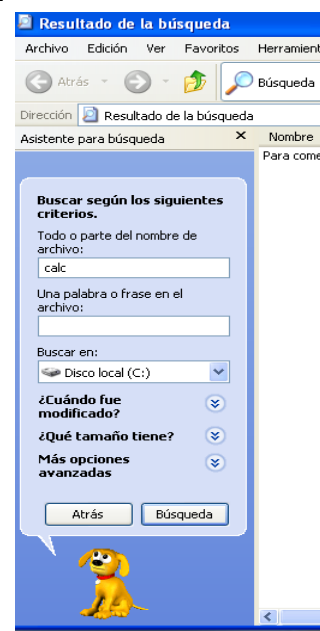 Resultado de la búsqueda
Archivo Edición Ver Favoritos Herramient
Atrás Búsqueda
Dirección Resultado de la búsqueda
Asistente para búsqueda Nombre
Para come
Buscar según los siguientes
criterios.
Todo o parte del nombre de
archivo:
calc
Una palabra o frase en el
archivo:
Buscar en:
Disco local (C:)
¿Cuándo fue
modificado?
¿Qué tamaño tiene?
Más opciones
avanzadas
Atrás Búsqueda